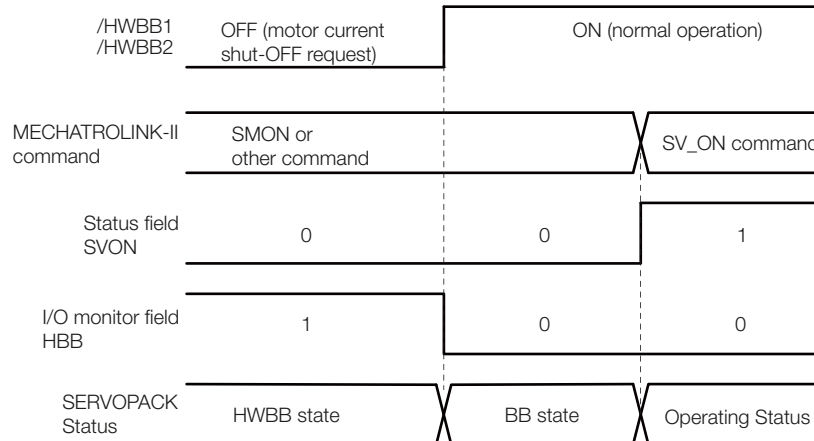 /HWBB1
/HWBB2
OFF (motor current
shut-OFF request)
ON (normal operation)
MECHATROLINK-II
command
SMON or
other command
SV_ON command
Status field
SVON
0
0
1
I/O monitor field
HBB
1
0
0
SERVOPACK
Status
HWBB state
BB state
Operating Status